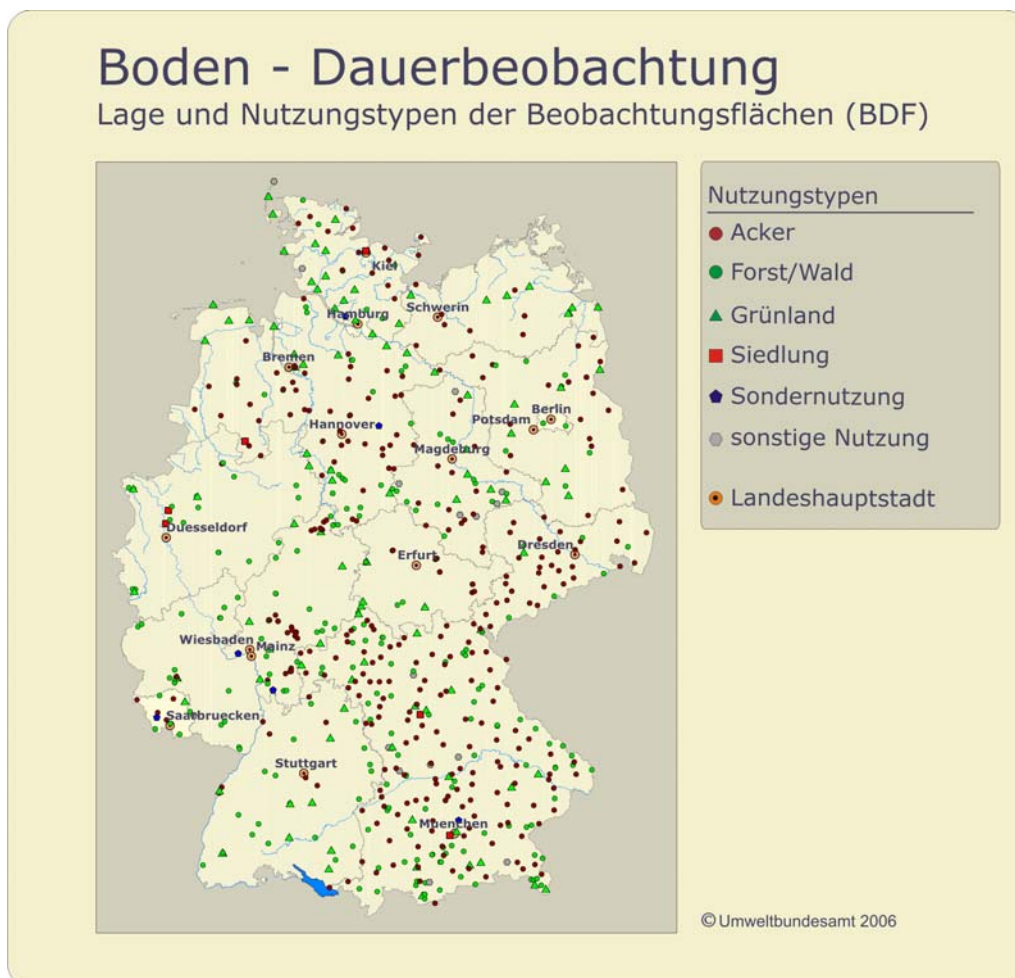 Boden - Dauerbeobachtung
Lage und Nutzungstypen der Beobachtungsflächen (BDF)
Kiel
Schwerin
Hamburg
Bremen
Berlin
Potsdam
Hannover
Magdeburg
Duesseldorf
Dresden
Erfurt
Wiesbaden
Mainz
Saarbruecken
Stuttgart
Muenchen
Nutzungstypen
Acker
Forst/Wald
Grünland
Siedlung
Sondernutzung
sonstige Nutzung
Landeshauptstadt
© Umweltbundesamt 2006